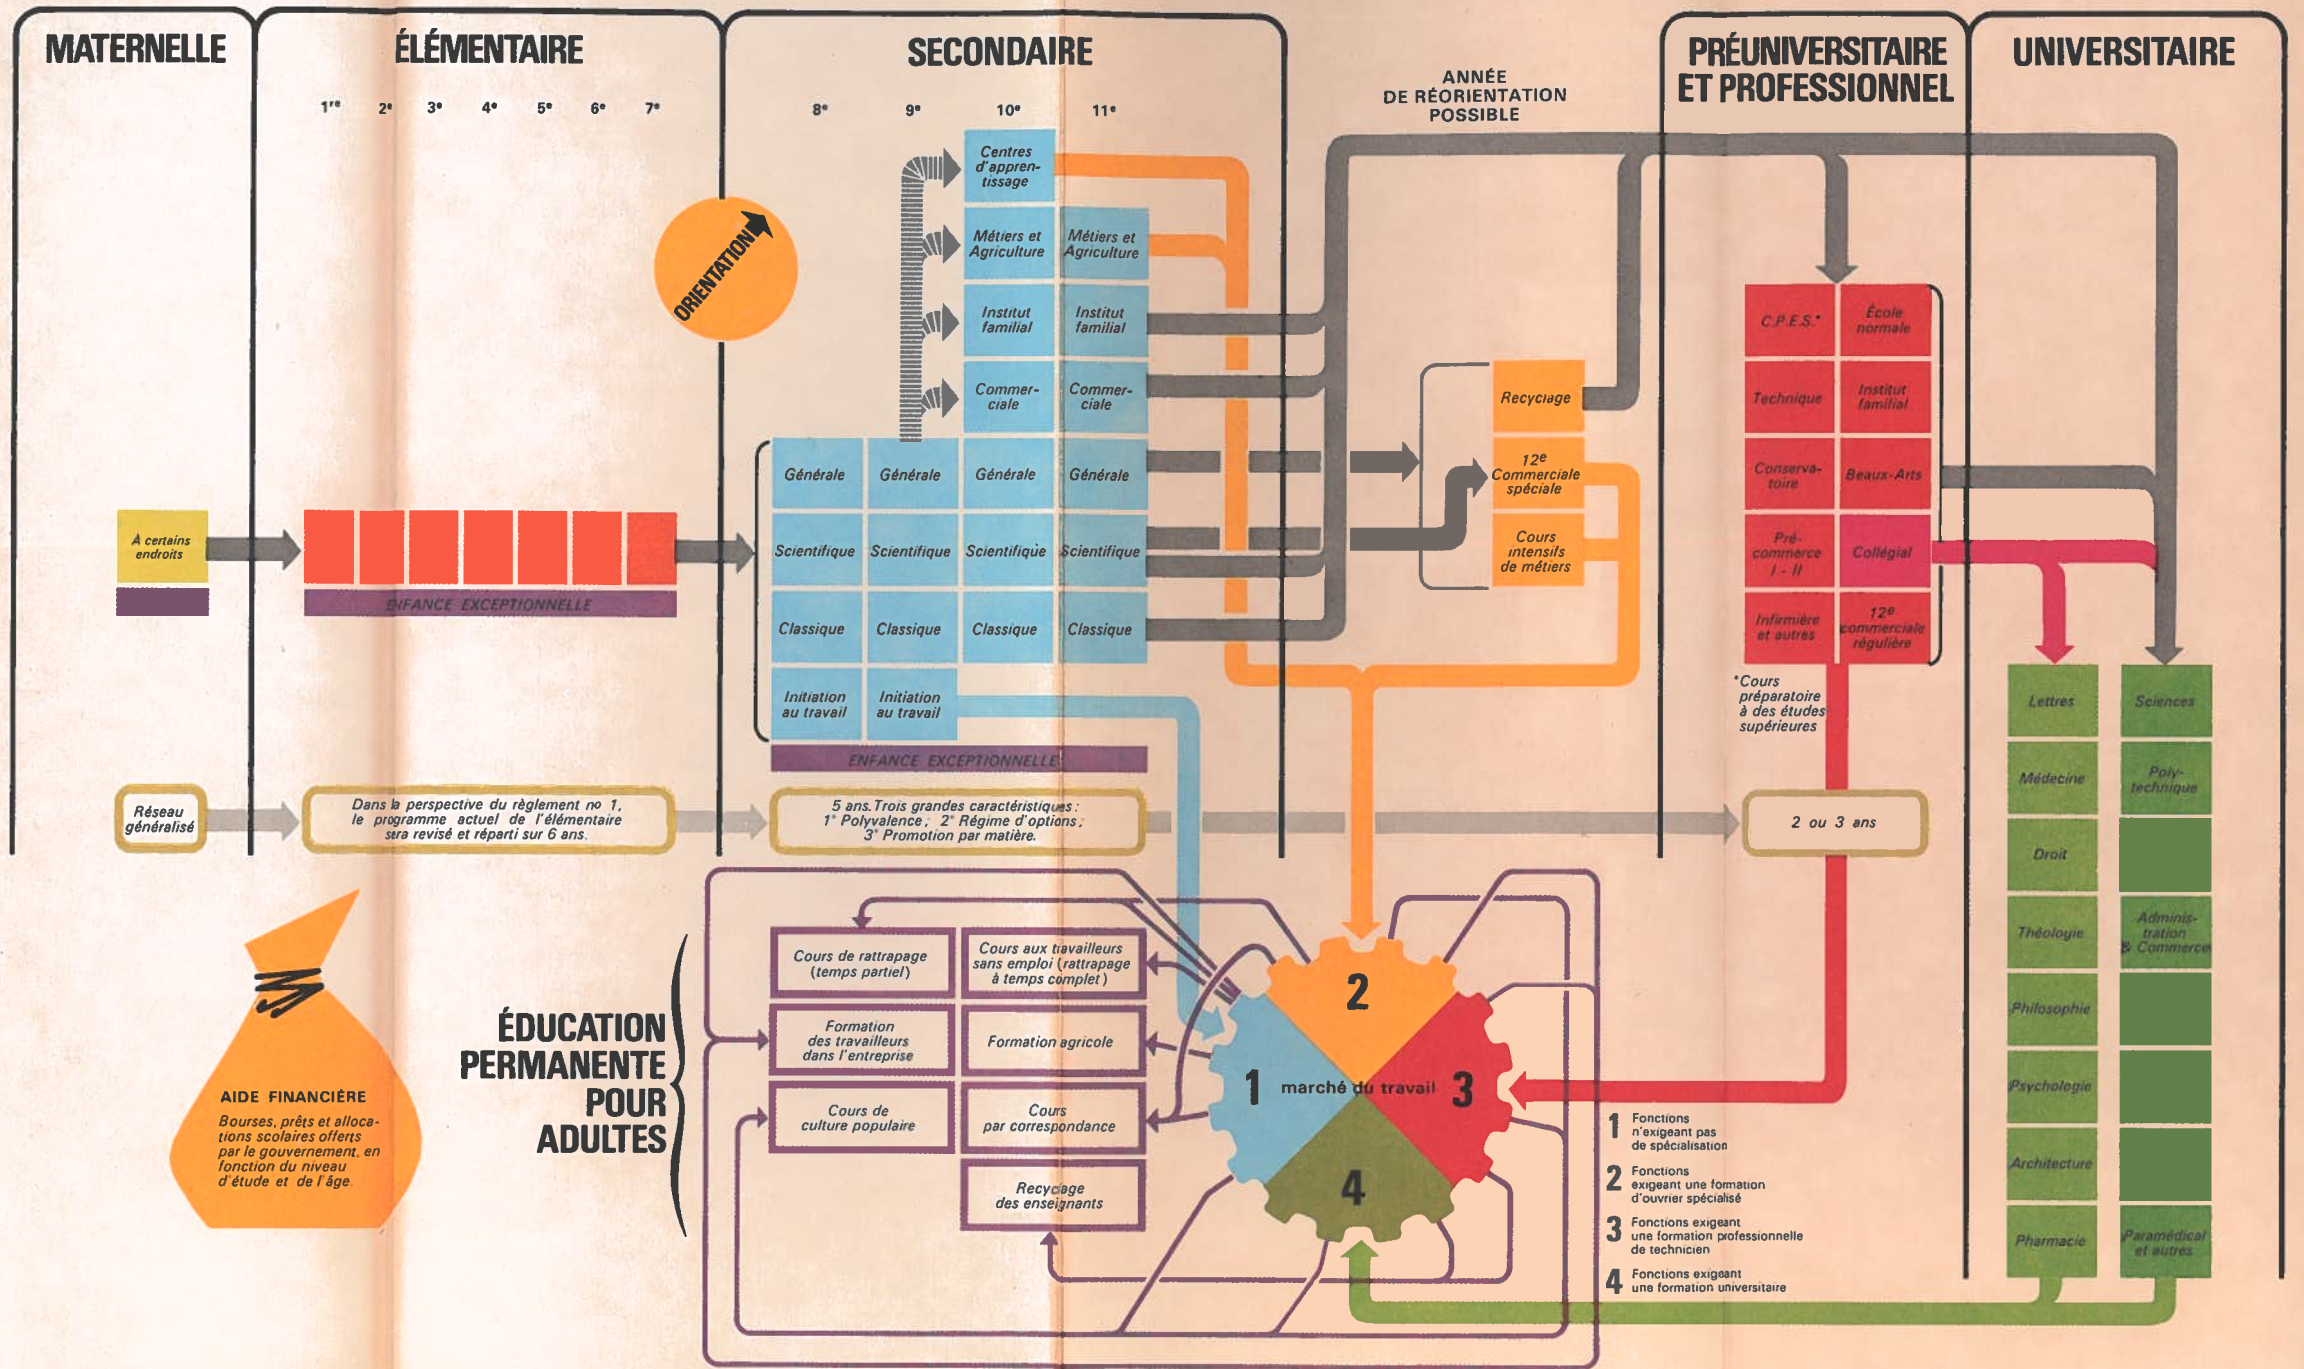 MATERNELLE
ÉLÉMENTAIRE
SECONDAIRE
ANNÉE
DE RÉORIENTATION
POSSIBLE
PRÉUNIVERSITAIRE
ET PROFESSIONNEL
UNIVERSITAIRE
1re 2e 3e 4e 5e 6e 7e
8e 9e 10e 11e
ORIENTATION
Centres
d'appren-
tissage
Métiers et
Agriculture
Métiers et
Agriculture
Institut
familial
Institut
familial
Commer-
ciale
Commer-
ciale
Générale
Générale
Générale
Générale
Scientifique
Scientifique
Scientifique
Scientifique
Classique
Classique
Classique
Classique
Initiation
au travail
Initiation
au travail
ENFANCE EXCEPTIONNELLE
A certains
endroits
ENFANCE EXCEPTIONNELLE
Recyclage
12e
Commerciale
spéciale
Cours
intensifs
de métiers
C.P.E.S.*
École
normale
Technique
Institut
familial
Conserva-
toire
Beaux-Arts
Pré-
commerce
I - II
Collégial
Infirmière
et autres
12e
commerciale
régulière
*Cours
préparatoire
à des études
supérieures
Lettres
Sciences
Médecine
Poly-
technique
Droit
Théologie
Adminis-
tration
& Commerce
Philosophie
Psychologie
Architecture
Pharmacie
Paramédical
et autres
Réseau
généralisé
Dans la perspective du règlement no 1,
le programme actuel de l'élémentaire
sera revisé et réparti sur 6 ans.
5 ans. Trois grandes caractéristiques :
1° Polyvalence ; 2° Régime d'options ;
3° Promotion par matière.
2 ou 3 ans
AIDE FINANCIÈRE
Bourses, prêts et alloca-
tions scolaires offerts
par le gouvernement, en
fonction du niveau
d'étude et de l'âge.
ÉDUCATION
PERMANENTE
POUR
ADULTES
Cours de rattrapage
(temps partiel)
Cours aux travailleurs
sans emploi (rattrapage
à temps complet)
Formation
des travailleurs
dans l'entreprise
Formation agricole
Cours de
culture populaire
Cours
par correspondance
Recyclage
des enseignants
2
1
marché du travail
3
4
1 Fonctions
n'exigeant pas
de spécialisation
2 Fonctions
exigeant une formation
d'ouvrier spécialisé
3 Fonctions exigeant
une formation professionnelle
de technicien
4 Fonctions exigeant
une formation universitaire